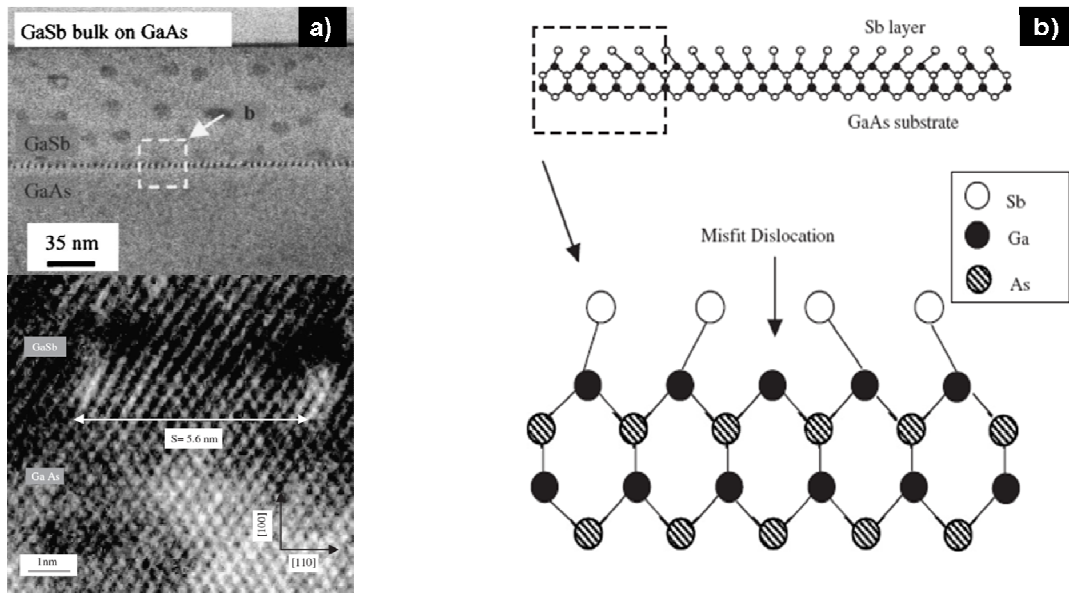 GaSb bulk on GaAs
a)
b
GaSb
GaAs
35 nm
GaSb
S= 5.6 nm
Ga As
[100]
[110]
1nm
b)
Sb layer
GaAs substrate
Sb
Ga
As
Misfit Dislocation